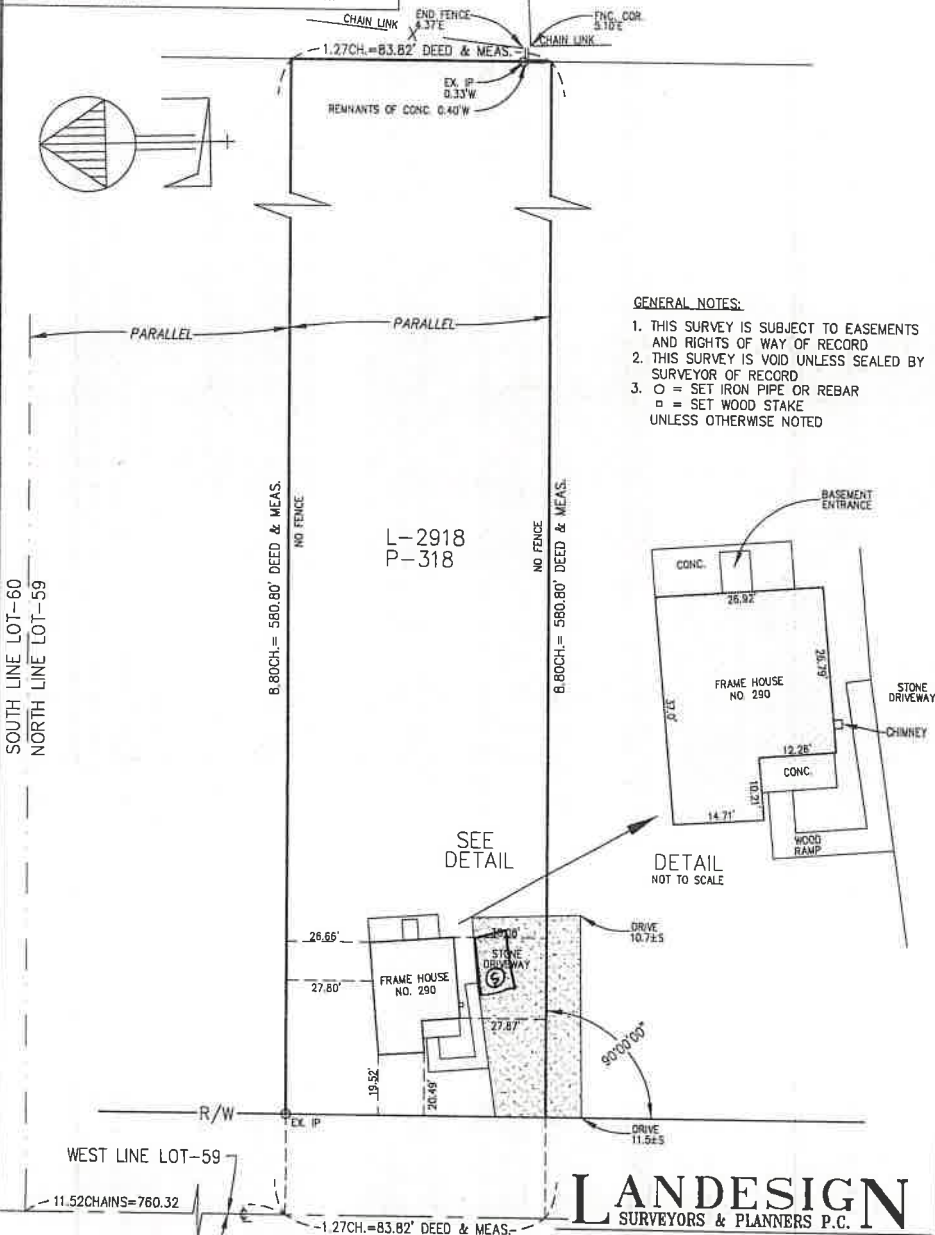 CHAIN LINK
END FENCE
4.37'E
X
FNC. COR.
5.10'E
CHAIN LINK
1.27CH.=83.82' DEED & MEAS.
EX. IP
0.33'W
REMNANTS OF CONC. 0.40'W
PARALLEL
PARALLEL
GENERAL NOTES:
1. THIS SURVEY IS SUBJECT TO EASEMENTS
AND RIGHTS OF WAY OF RECORD
2. THIS SURVEY IS VOID UNLESS SEALED BY
SURVEYOR OF RECORD
3. O = SET IRON PIPE OR REBAR
□ = SET WOOD STAKE
UNLESS OTHERWISE NOTED
SOUTH LINE LOT-60
NORTH LINE LOT-59
8.80CH.= 580.80' DEED & MEAS.
NO FENCE
L-2918
P-318
NO FENCE
8.80CH.= 580.80' DEED & MEAS.
BASEMENT
ENTRANCE
CONC.
26.92'
26.79'
FRAME HOUSE
NO. 290
37.0'
STONE
DRIVEWAY
CHIMNEY
12.26'
CONC.
10.21'
14.71'
WOOD
RAMP
SEE
DETAIL
DETAIL
NOT TO SCALE
26.66'
STONE
DRIVEWAY
DRIVE
10.7±S
27.80'
FRAME HOUSE
NO. 290
27.87'
90°00'00"
19.52'
20.49'
R/W
EX. IP
DRIVE
11.5±S
WEST LINE LOT-59
11.52CHAINS=760.32
1.27CH.=83.82' DEED & MEAS.
LANDESIGN
SURVEYORS & PLANNERS P.C.